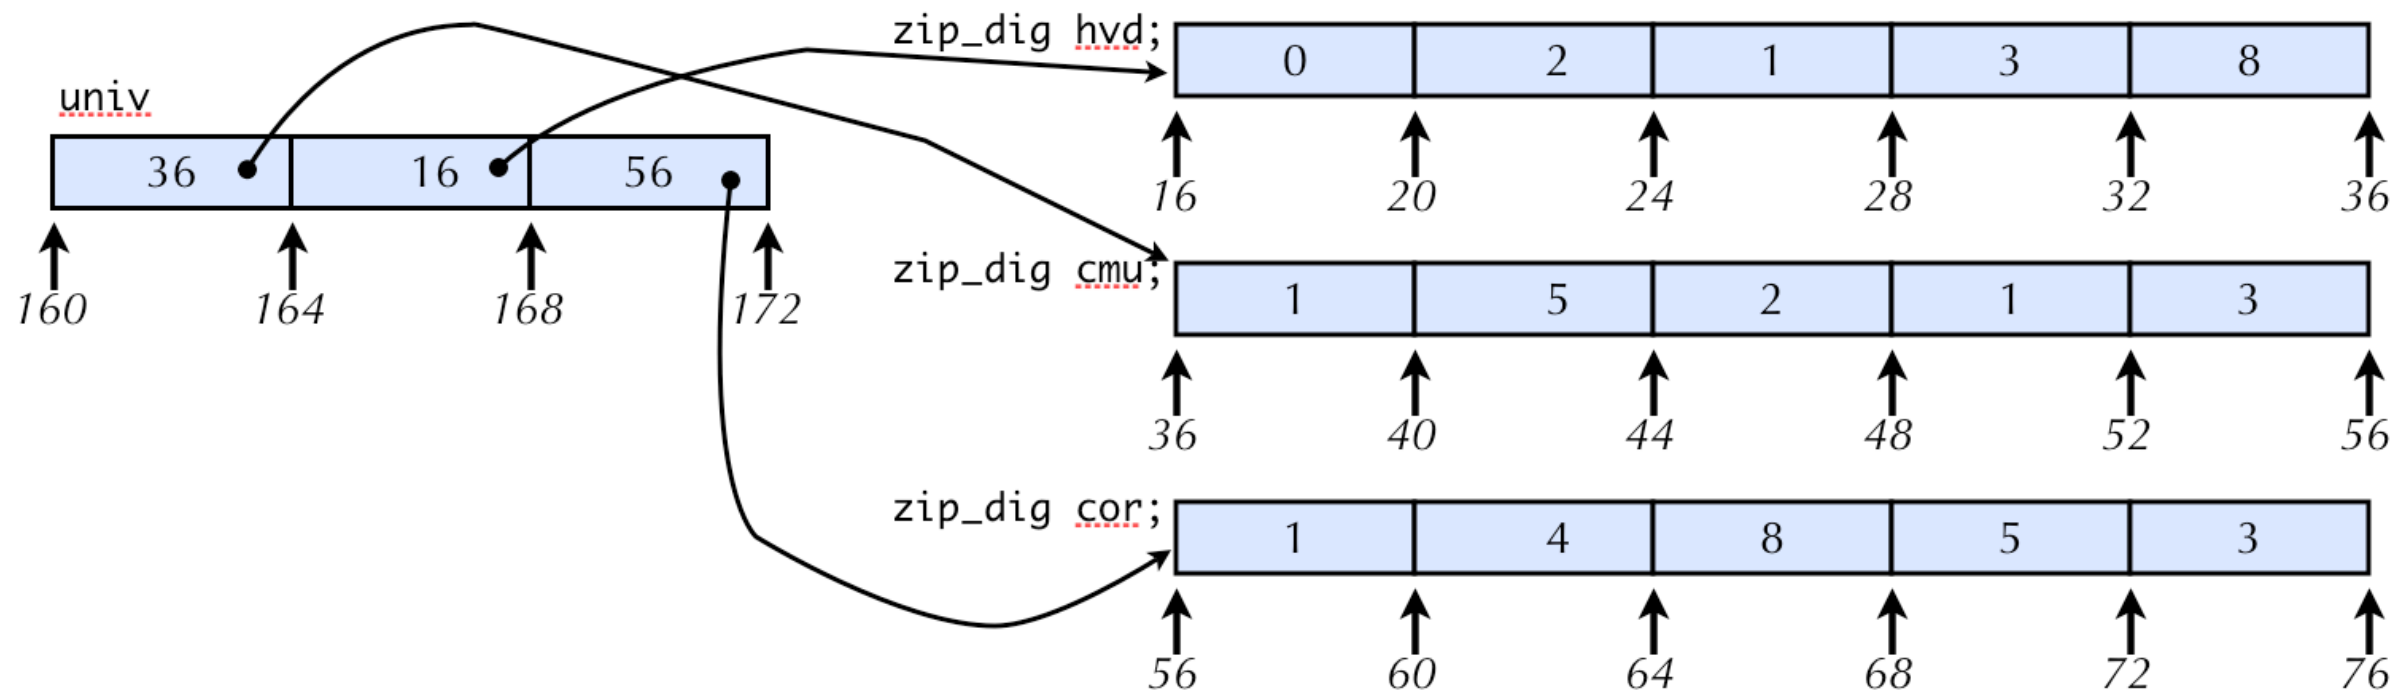 zip_dig hvd;
0 2 1 3 8
16 20 24 28 32 36
univ
36 16 56
160 164 168 172
zip_dig cmu;
1 5 2 1 3
36 40 44 48 52 56
zip_dig cor;
1 4 8 5 3
56 60 64 68 72 76